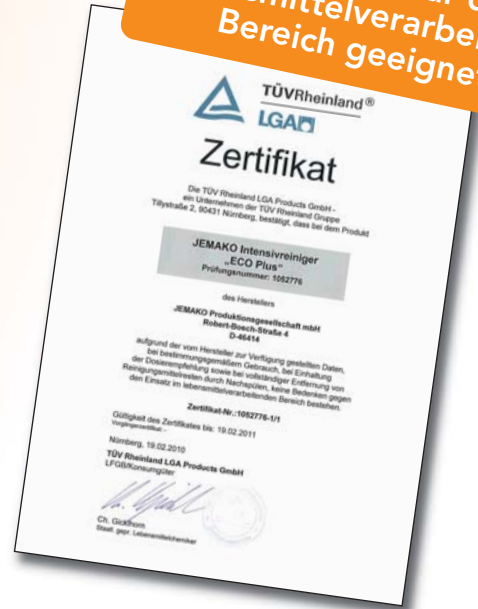 mittelverarbei
Bereich geeignet
TÜVRheinland®
LGA
Zertifikat
Die TÜV Rheinland LGA Products GmbH -
ein Unternehmen der TÜV Rheinland Gruppe
Tillystraße 2, 90431 Nürnberg, bestätigt, dass bei dem Produkt
JEMAKO Intensivreiniger
„ECO Plus“
Prüfungsnummer: 1052776
des Herstellers
JEMAKO Produktionsgesellschaft mbH
Robert-Bosch-Straße 4
D-46414
aufgrund der vom Hersteller zur Verfügung gestellten Daten,
bei bestimmungsgemäßem Gebrauch, bei Einhaltung
der Dosierempfehlung sowie bei vollständiger Entfernung von
Reinigungsmittelresten durch Nachspülen, keine Bedenken gegen
den Einsatz im lebensmittelverarbeitenden Bereich bestehen.
Zertifikat-Nr.:1052776-1/1
Gültigkeit des Zertifikates bis: 19.02.2011
Vorgängerzertifikat: -
Nürnberg, 19.02.2010
TÜV Rheinland LGA Products GmbH
LFGB/Konsumgüter
Ch. Gicklhorn
Staatl. gepr. Lebensmittelchemiker